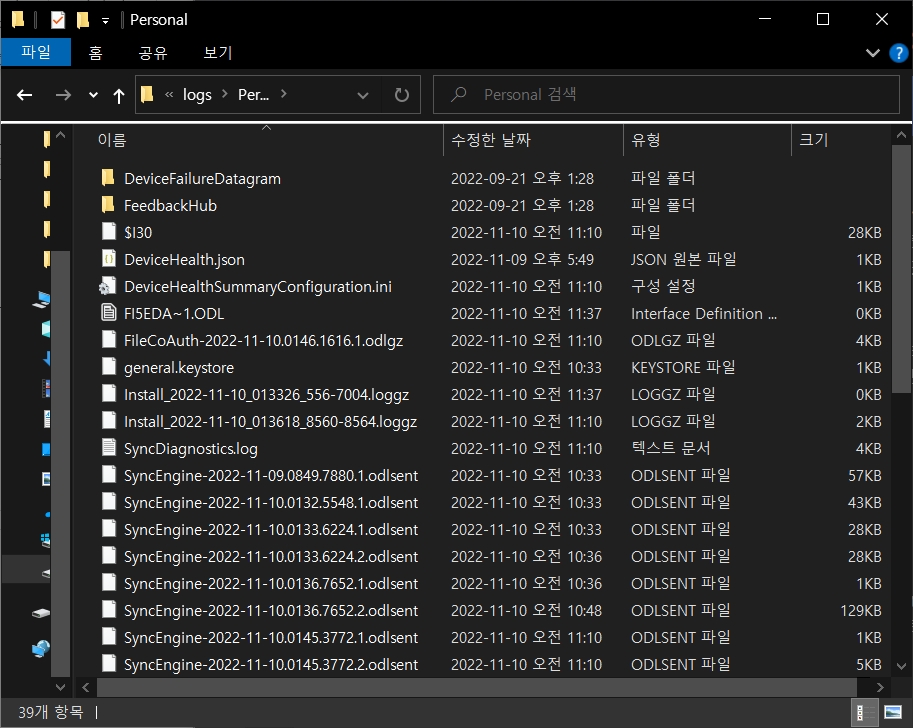 Personal
파일 홈 공유 보기
« logs > Per... >
Personal 검색
이름 수정한 날짜 유형 크기
DeviceFailureDatagram 2022-09-21 오후 1:28 파일 폴더
FeedbackHub 2022-09-21 오후 1:28 파일 폴더
$I30 2022-11-10 오전 11:10 파일 28KB
DeviceHealth.json 2022-11-09 오후 5:49 JSON 원본 파일 1KB
DeviceHealthSummaryConfiguration.ini 2022-11-10 오전 11:10 구성 설정 1KB
FI5EDA~1.ODL 2022-11-10 오전 11:37 Interface Definition ... 0KB
FileCoAuth-2022-11-10.0146.1616.1.odlgz 2022-11-10 오전 11:10 ODLGZ 파일 4KB
general.keystore 2022-11-10 오전 10:33 KEYSTORE 파일 1KB
Install_2022-11-10_013326_556-7004.loggz 2022-11-10 오전 11:37 LOGGZ 파일 0KB
Install_2022-11-10_013618_8560-8564.loggz 2022-11-10 오전 11:10 LOGGZ 파일 2KB
SyncDiagnostics.log 2022-11-10 오전 11:10 텍스트 문서 4KB
SyncEngine-2022-11-09.0849.7880.1.odlsent 2022-11-10 오전 10:33 ODLSENT 파일 57KB
SyncEngine-2022-11-10.0132.5548.1.odlsent 2022-11-10 오전 10:33 ODLSENT 파일 43KB
SyncEngine-2022-11-10.0133.6224.1.odlsent 2022-11-10 오전 10:33 ODLSENT 파일 28KB
SyncEngine-2022-11-10.0133.6224.2.odlsent 2022-11-10 오전 10:36 ODLSENT 파일 28KB
SyncEngine-2022-11-10.0136.7652.1.odlsent 2022-11-10 오전 10:36 ODLSENT 파일 1KB
SyncEngine-2022-11-10.0136.7652.2.odlsent 2022-11-10 오전 10:48 ODLSENT 파일 129KB
SyncEngine-2022-11-10.0145.3772.1.odlsent 2022-11-10 오전 11:10 ODLSENT 파일 1KB
SyncEngine-2022-11-10.0145.3772.2.odlsent 2022-11-10 오전 11:10 ODLSENT 파일 5KB
39개 항목